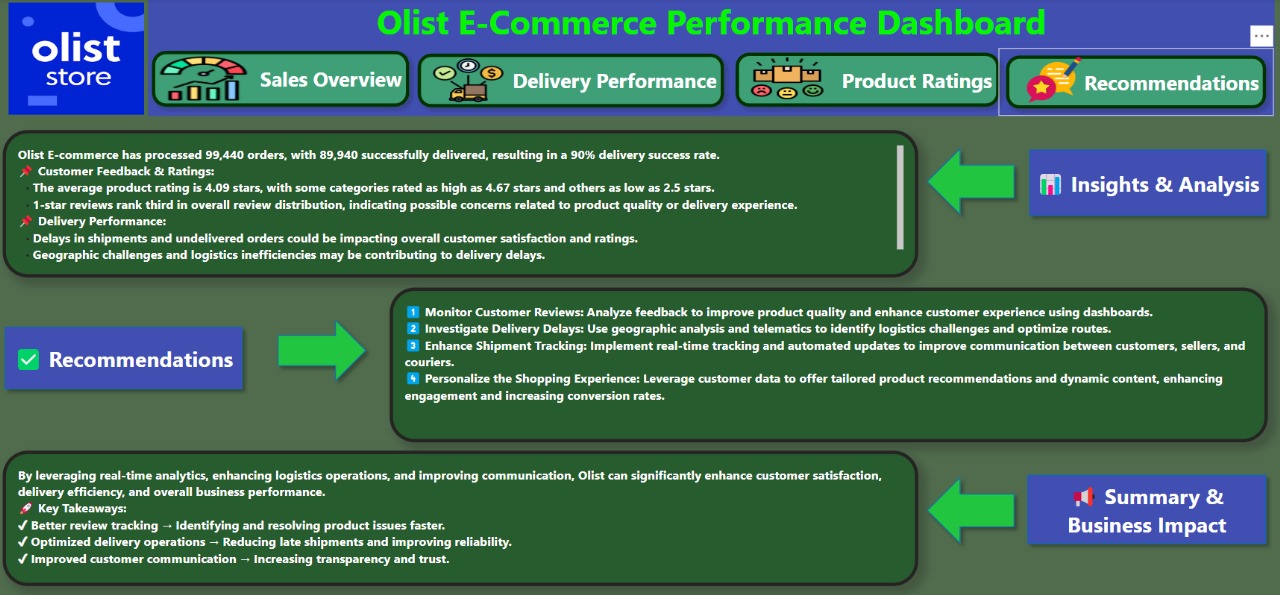 olist
store
Olist E-Commerce Performance Dashboard
Sales Overview
Delivery Performance
Product Ratings
Recommendations
Olist E-commerce has processed 99,440 orders, with 89,940 successfully delivered, resulting in a 90% delivery success rate.
📌 Customer Feedback & Ratings:
· The average product rating is 4.09 stars, with some categories rated as high as 4.67 stars and others as low as 2.5 stars.
· 1-star reviews rank third in overall review distribution, indicating possible concerns related to product quality or delivery experience.
📌 Delivery Performance:
· Delays in shipments and undelivered orders could be impacting overall customer satisfaction and ratings.
· Geographic challenges and logistics inefficiencies may be contributing to delivery delays.
📊 Insights & Analysis
✅ Recommendations
1️⃣ Monitor Customer Reviews: Analyze feedback to improve product quality and enhance customer experience using dashboards.
2️⃣ Investigate Delivery Delays: Use geographic analysis and telematics to identify logistics challenges and optimize routes.
3️⃣ Enhance Shipment Tracking: Implement real-time tracking and automated updates to improve communication between customers, sellers, and
couriers.
4️⃣ Personalize the Shopping Experience: Leverage customer data to offer tailored product recommendations and dynamic content, enhancing
engagement and increasing conversion rates.
By leveraging real-time analytics, enhancing logistics operations, and improving communication, Olist can significantly enhance customer satisfaction,
delivery efficiency, and overall business performance.
🚀 Key Takeaways:
✔ Better review tracking → Identifying and resolving product issues faster.
✔ Optimized delivery operations → Reducing late shipments and improving reliability.
✔ Improved customer communication → Increasing transparency and trust.
📢 Summary &
Business Impact